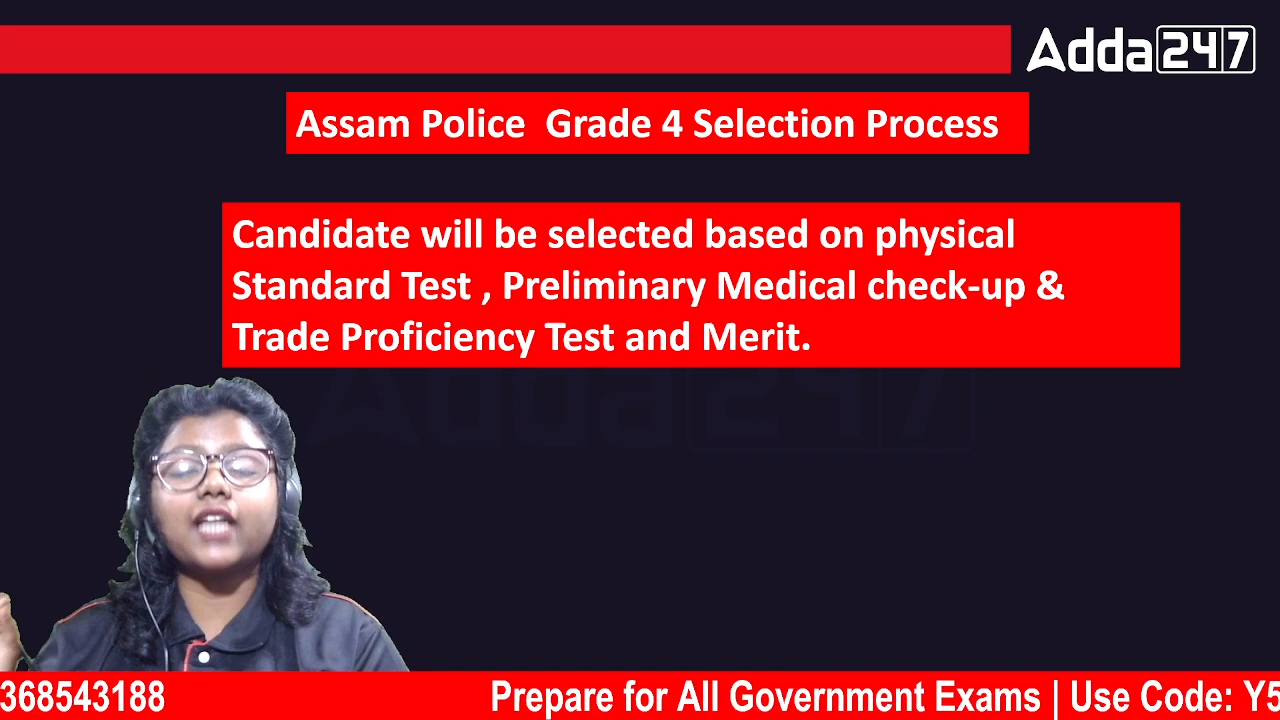 Adda247
Assam Police Grade 4 Selection Process
Candidate will be selected based on physical
Standard Test , Preliminary Medical check-up &
Trade Proficiency Test and Merit.
Adda247
368543188 Prepare for All Government Exams | Use Code: Y5